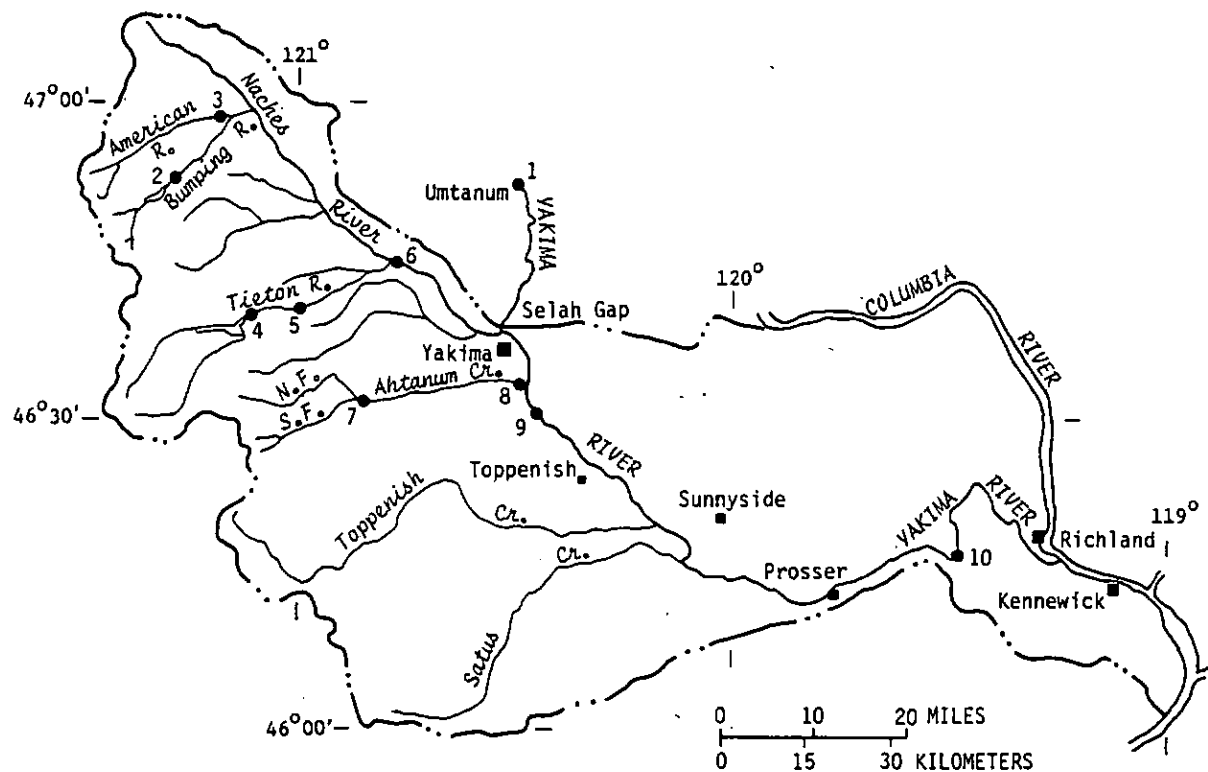 121°
47°00'
3
Naches
American
R.
R.
2
Bumping
1
Umtanum
YAKIMA
River
6
120°
Tieton R.
4
5
Selah Gap
COLUMBIA
RIVER
Yakima
N.F.
Ahtanum Cr.
8
46°30'
S.F.
7
9
RIVER
Toppenish
Sunnyside
Toppenish
Cr.
YAKIMA
RIVER
119°
Richland
Cr.
10
Prosser
Kennewick
Satus
46°00'
0 10 20 MILES
0 15 30 KILOMETERS